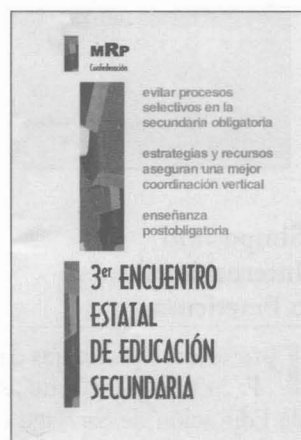 MRP
Confederación
evitar procesos
selectivos en la
secundaria obligatoria
estrategias y recursos
aseguran una mejor
coordinación vertical
enseñanza
postobligatoria
3er ENCUENTRO
ESTATAL
DE EDUCACIÓN
SECUNDARIA